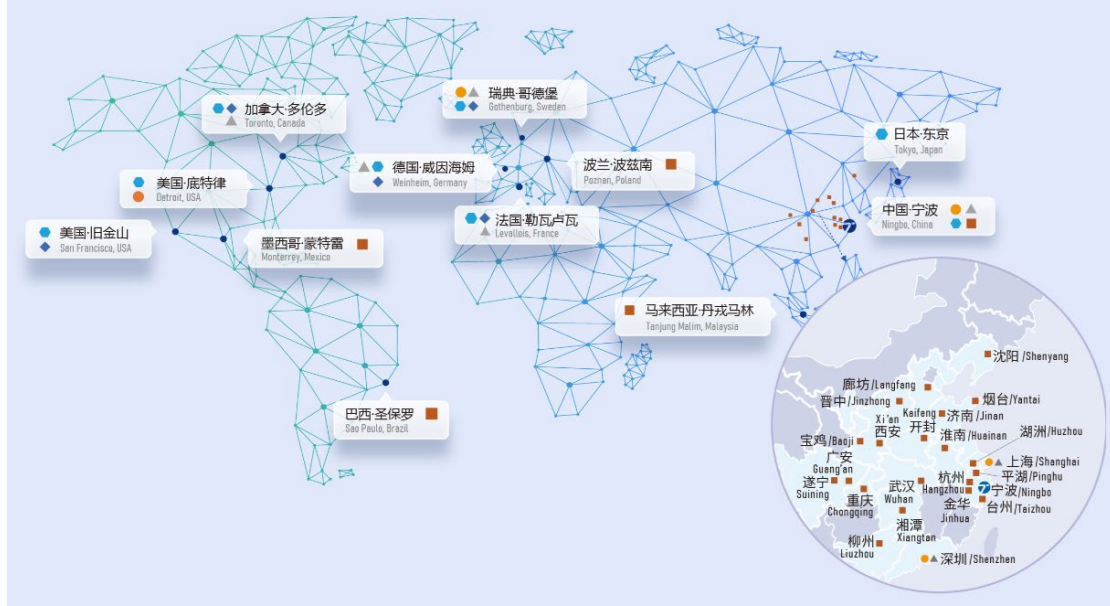 瑞典·哥德堡
Gothenburg, Sweden
加拿大·多伦多
Toronto, Canada
日本·东京
Tokyo, Japan
德国·威因海姆
Weinheim, Germany
波兰·波兹南
Poznan, Poland
美国·底特律
Detroit, USA
法国·勒瓦卢瓦
Levallois, France
中国·宁波
Ningbo, China
美国·旧金山
San Francisco, USA
墨西哥·蒙特雷
Monterrey, Mexico
马来西亚·丹戎马林
Tanjung Malim, Malaysia
巴西·圣保罗
Sao Paulo, Brazil
沈阳/Shenyang
廊坊/Langfang
晋中/Jinzhong
烟台/Yantai
Xi'an
西安
Kaifeng
开封
济南/Jinan
湖洲/Huzhou
宝鸡/Baoji
淮南/Huainan
广安
Guang'an
上海/Shanghai
平湖/Pinghu
遂宁
Suining
重庆
Chongqing
武汉
Wuhan
杭州
Hangzhou
宁波/Ningbo
金华
Jinhua
台州/Taizhou
湘潭
Xiangtan
柳州
Liuzhou
深圳/Shenzhen